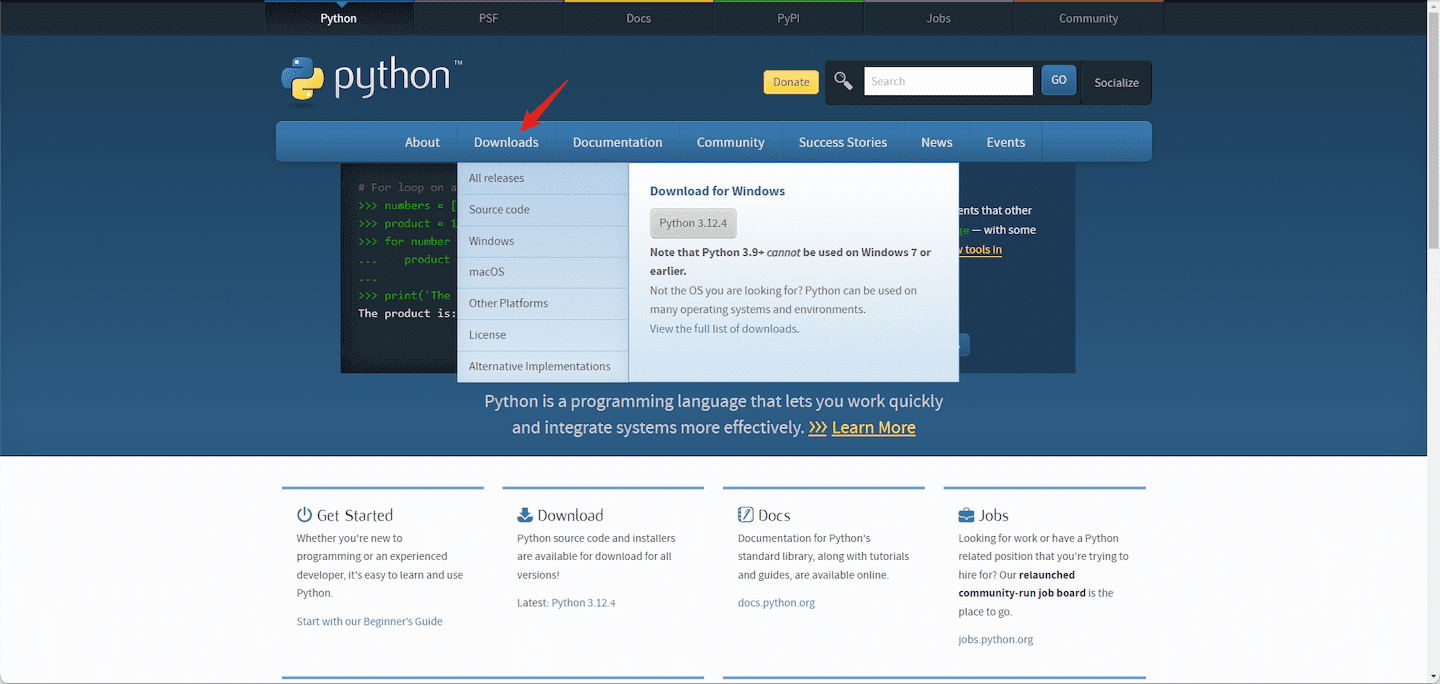 Python
PSF
Docs
PyPI
Jobs
Community
python™
Donate
Search
GO
Socialize
About
Downloads
Documentation
Community
Success Stories
News
Events
# For loop on a
>>> numbers = [
>>> product = 1
>>> for number
... product
...
>>> print('The
The product is:
All releases
Source code
Windows
macOS
Other Platforms
License
Alternative Implementations
Download for Windows
Python 3.12.4
Note that Python 3.9+ cannot be used on Windows 7 or
earlier.
Not the OS you are looking for? Python can be used on
many operating systems and environments.
View the full list of downloads.
ents that other
ge — with some
tools in
Python is a programming language that lets you work quickly
and integrate systems more effectively. >>> Learn More
Get Started
Whether you're new to
programming or an experienced
developer, it's easy to learn and use
Python.
Start with our Beginner's Guide
Download
Python source code and installers
are available for download for all
versions!
Latest: Python 3.12.4
Docs
Documentation for Python's
standard library, along with tutorials
and guides, are available online.
docs.python.org
Jobs
Looking for work or have a Python
related position that you're trying to
hire for? Our relaunched
community-run job board is the
place to go.
jobs.python.org